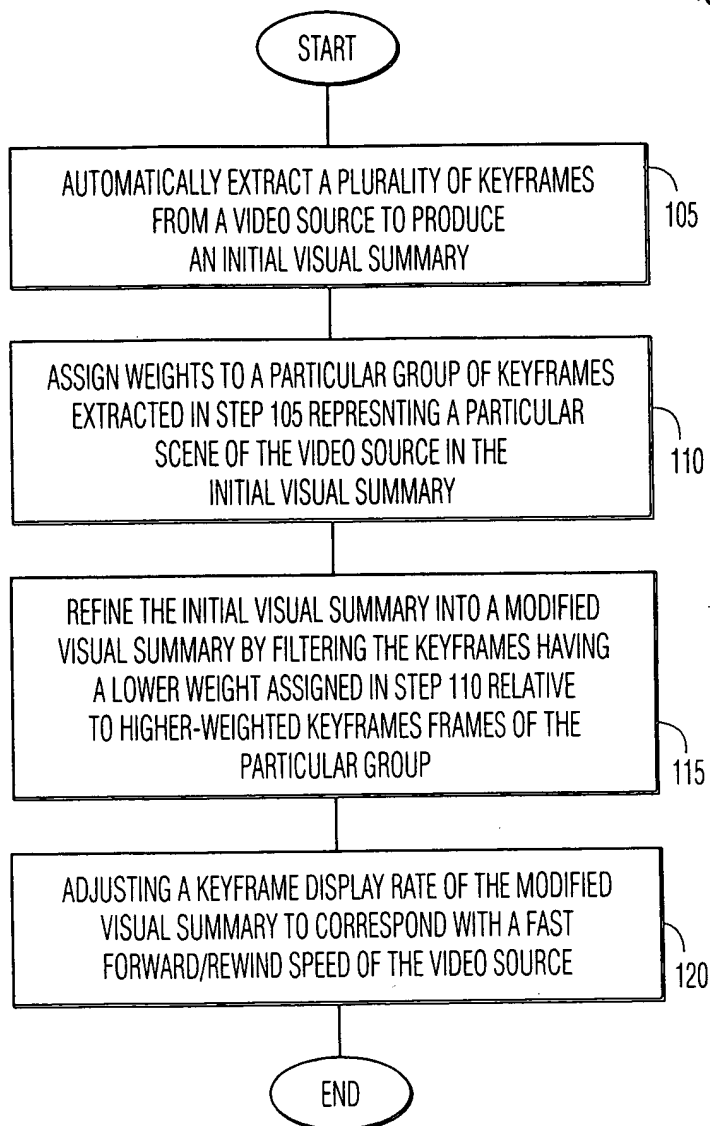 START
AUTOMATICALLY EXTRACT A PLURALITY OF KEYFRAMES
FROM A VIDEO SOURCE TO PRODUCE
AN INITIAL VISUAL SUMMARY
105
ASSIGN WEIGHTS TO A PARTICULAR GROUP OF KEYFRAMES
EXTRACTED IN STEP 105 REPRESNTING A PARTICULAR
SCENE OF THE VIDEO SOURCE IN THE
INITIAL VISUAL SUMMARY
110
REFINE THE INITIAL VISUAL SUMMARY INTO A MODIFIED
VISUAL SUMMARY BY FILTERING THE KEYFRAMES HAVING
A LOWER WEIGHT ASSIGNED IN STEP 110 RELATIVE
TO HIGHER-WEIGHTED KEYFRAMES FRAMES OF THE
PARTICULAR GROUP
115
ADJUSTING A KEYFRAME DISPLAY RATE OF THE MODIFIED
VISUAL SUMMARY TO CORRESPOND WITH A FAST
FORWARD/REWIND SPEED OF THE VIDEO SOURCE
120
END